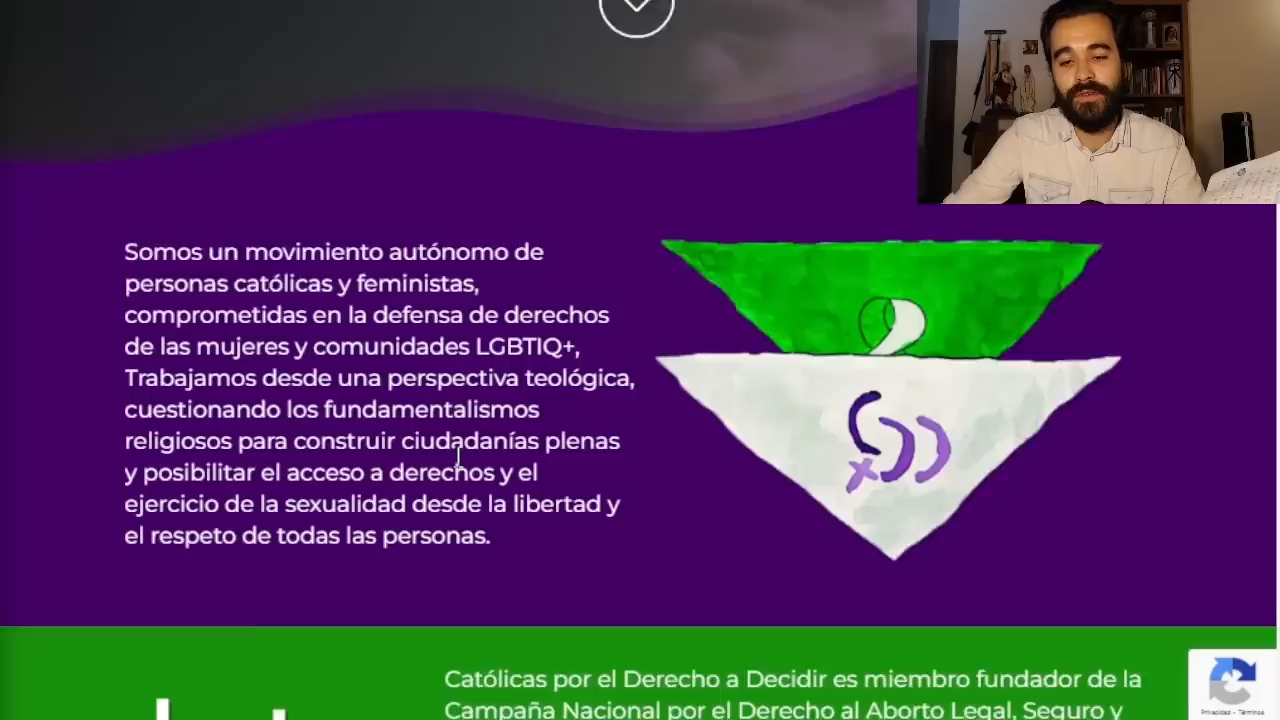 Somos un movimiento autónomo de
personas católicas y feministas,
comprometidas en la defensa de derechos
de las mujeres y comunidades LGBTIQ+,
Trabajamos desde una perspectiva teológica,
cuestionando los fundamentalismos
religiosos para construir ciudadanías plenas
y posibilitar el acceso a derechos y el
ejercicio de la sexualidad desde la libertad y
el respeto de todas las personas.
Católicas por el Derecho a Decidir es miembro fundador de la
Campaña Nacional por el Derecho al Aborto Legal, Seguro y
Privacidad - Términos